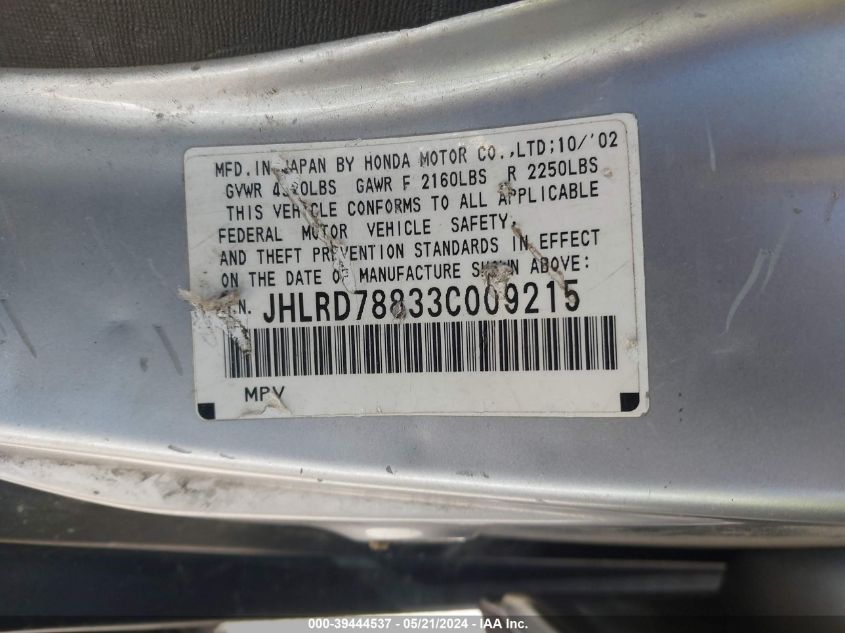 MFD. IN JAPAN BY HONDA MOTOR CO.,LTD; 10/'02
GVWR LBS GAWR F 2160LBS R 2250LBS
THIS VEHICLE CONFORMS TO ALL APPLICABLE
FEDERAL MOTOR VEHICLE SAFETY,
AND THEFT PREVENTION STANDARDS IN EFFECT
ON THE DATE OF MANUFACTURE SHOWN ABOVE:
JHLRD78833C009215
MPV
000-39444537 - 05/21/2024 - IAA Inc.